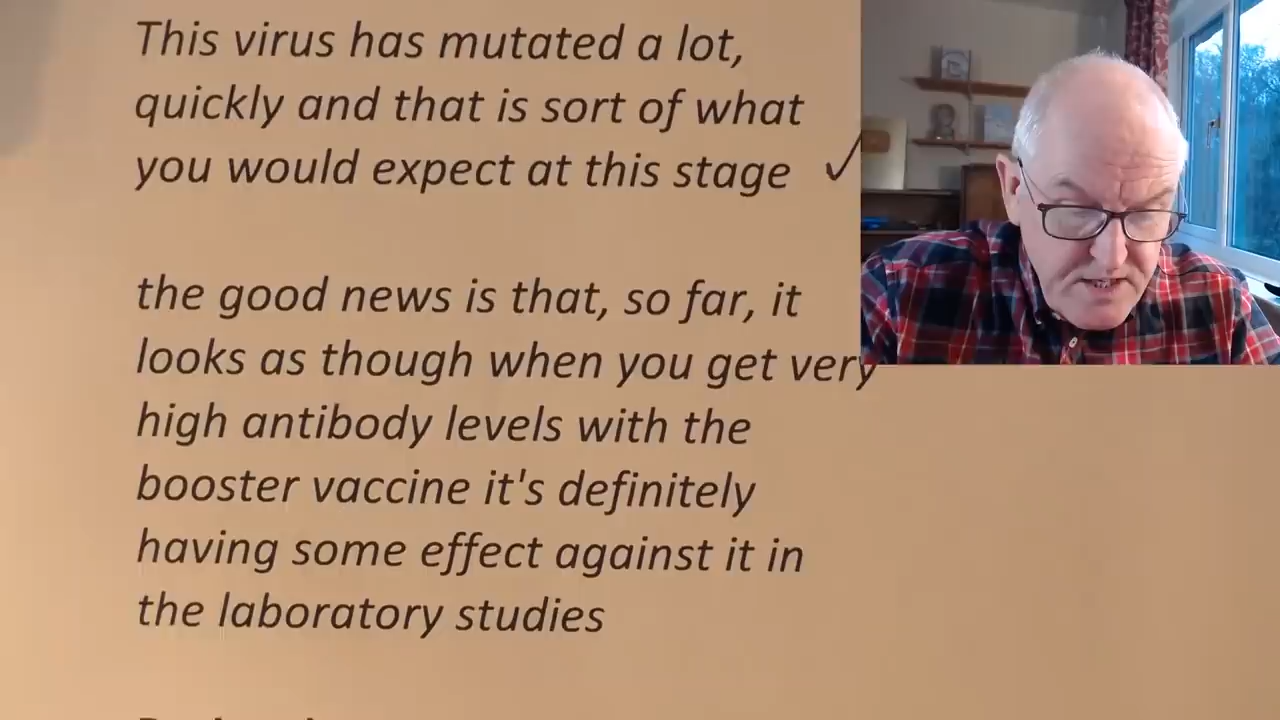 This virus has mutated a lot,
quickly and that is sort of what
you would expect at this stage
the good news is that, so far, it
looks as though when you get very
high antibody levels with the
booster vaccine it's definitely
having some effect against it in
the laboratory studies